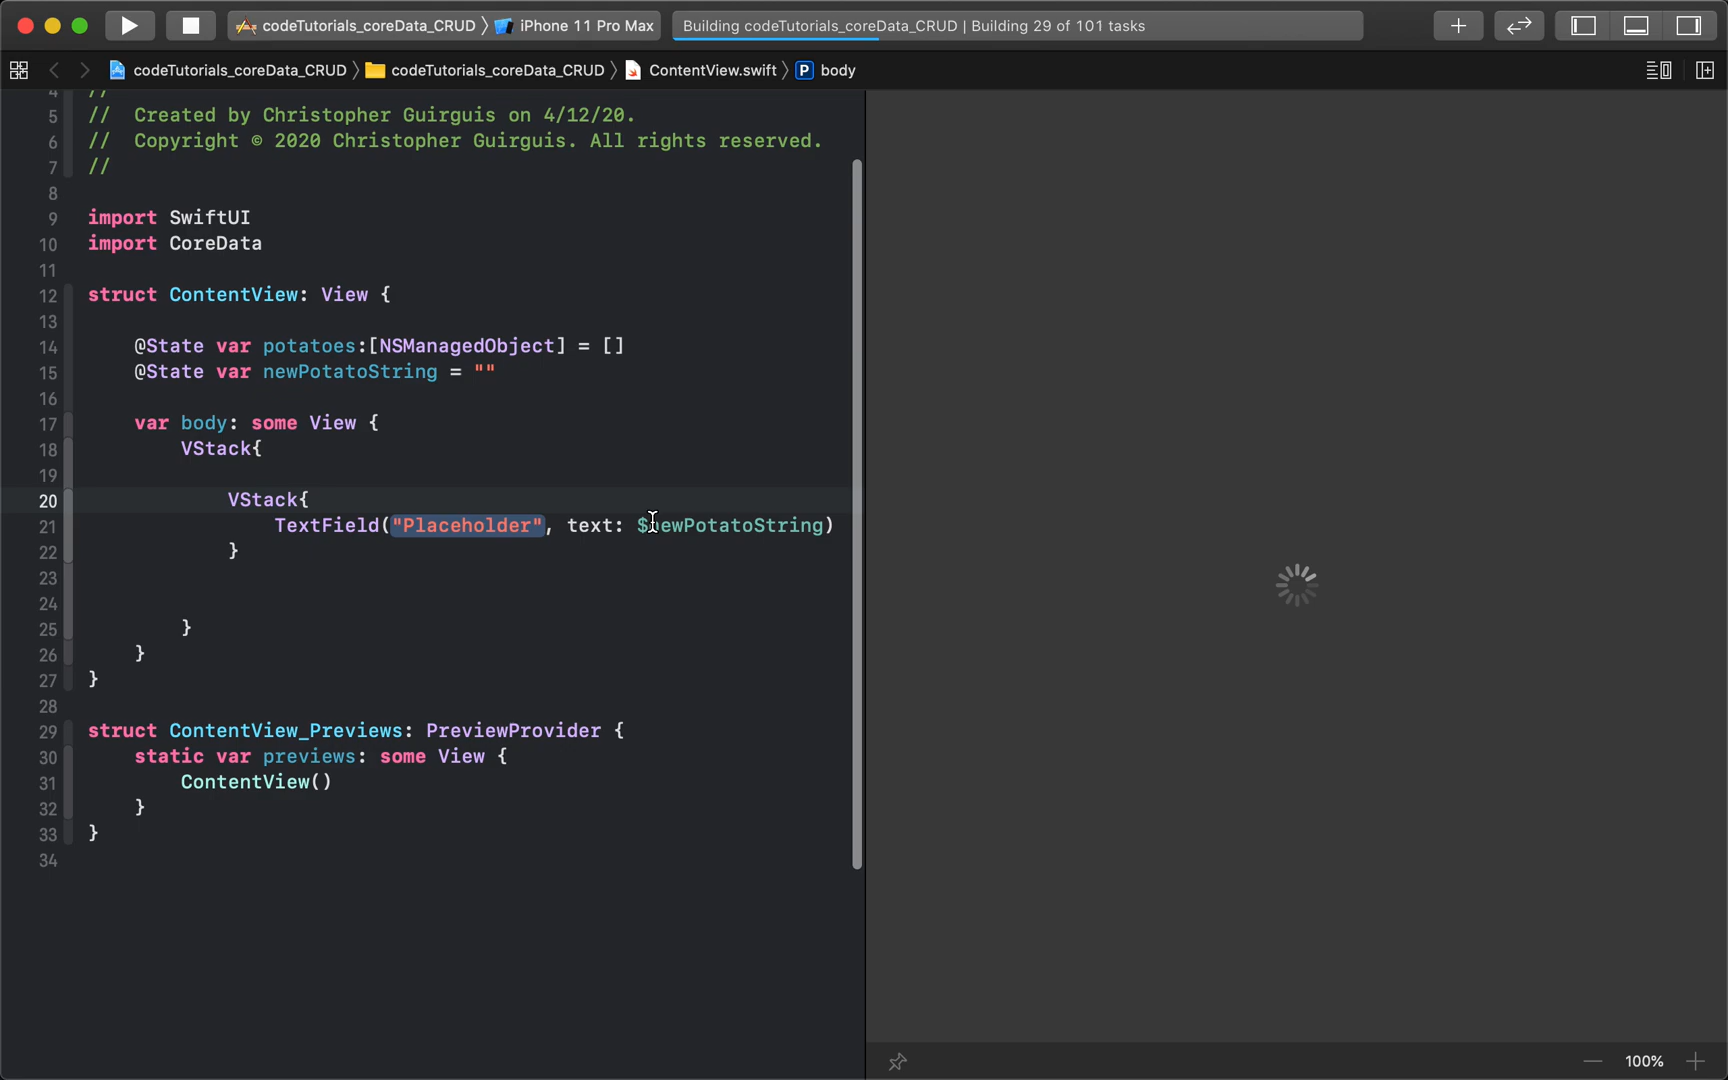 codeTutorials_coreData_CRUD iPhone 11 Pro Max Building codeTutorials_coreData_CRUD | Building 29 of 101 tasks
codeTutorials_coreData_CRUD codeTutorials_coreData_CRUD ContentView.swift P body
4 //
5 // Created by Christopher Guirguis on 4/12/20.
6 // Copyright © 2020 Christopher Guirguis. All rights reserved.
7 //
8
9 import SwiftUI
10 import CoreData
11
12 struct ContentView: View {
13
14 @State var potatoes:[NSManagedObject] = []
15 @State var newPotatoString = ""
16
17 var body: some View {
18 VStack{
19
20 VStack{
21 TextField("Placeholder", text: $newPotatoString)
22 }
23
24
25 }
26 }
27 }
28
29 struct ContentView_Previews: PreviewProvider {
30 static var previews: some View {
31 ContentView()
32 }
33 }
34
100%